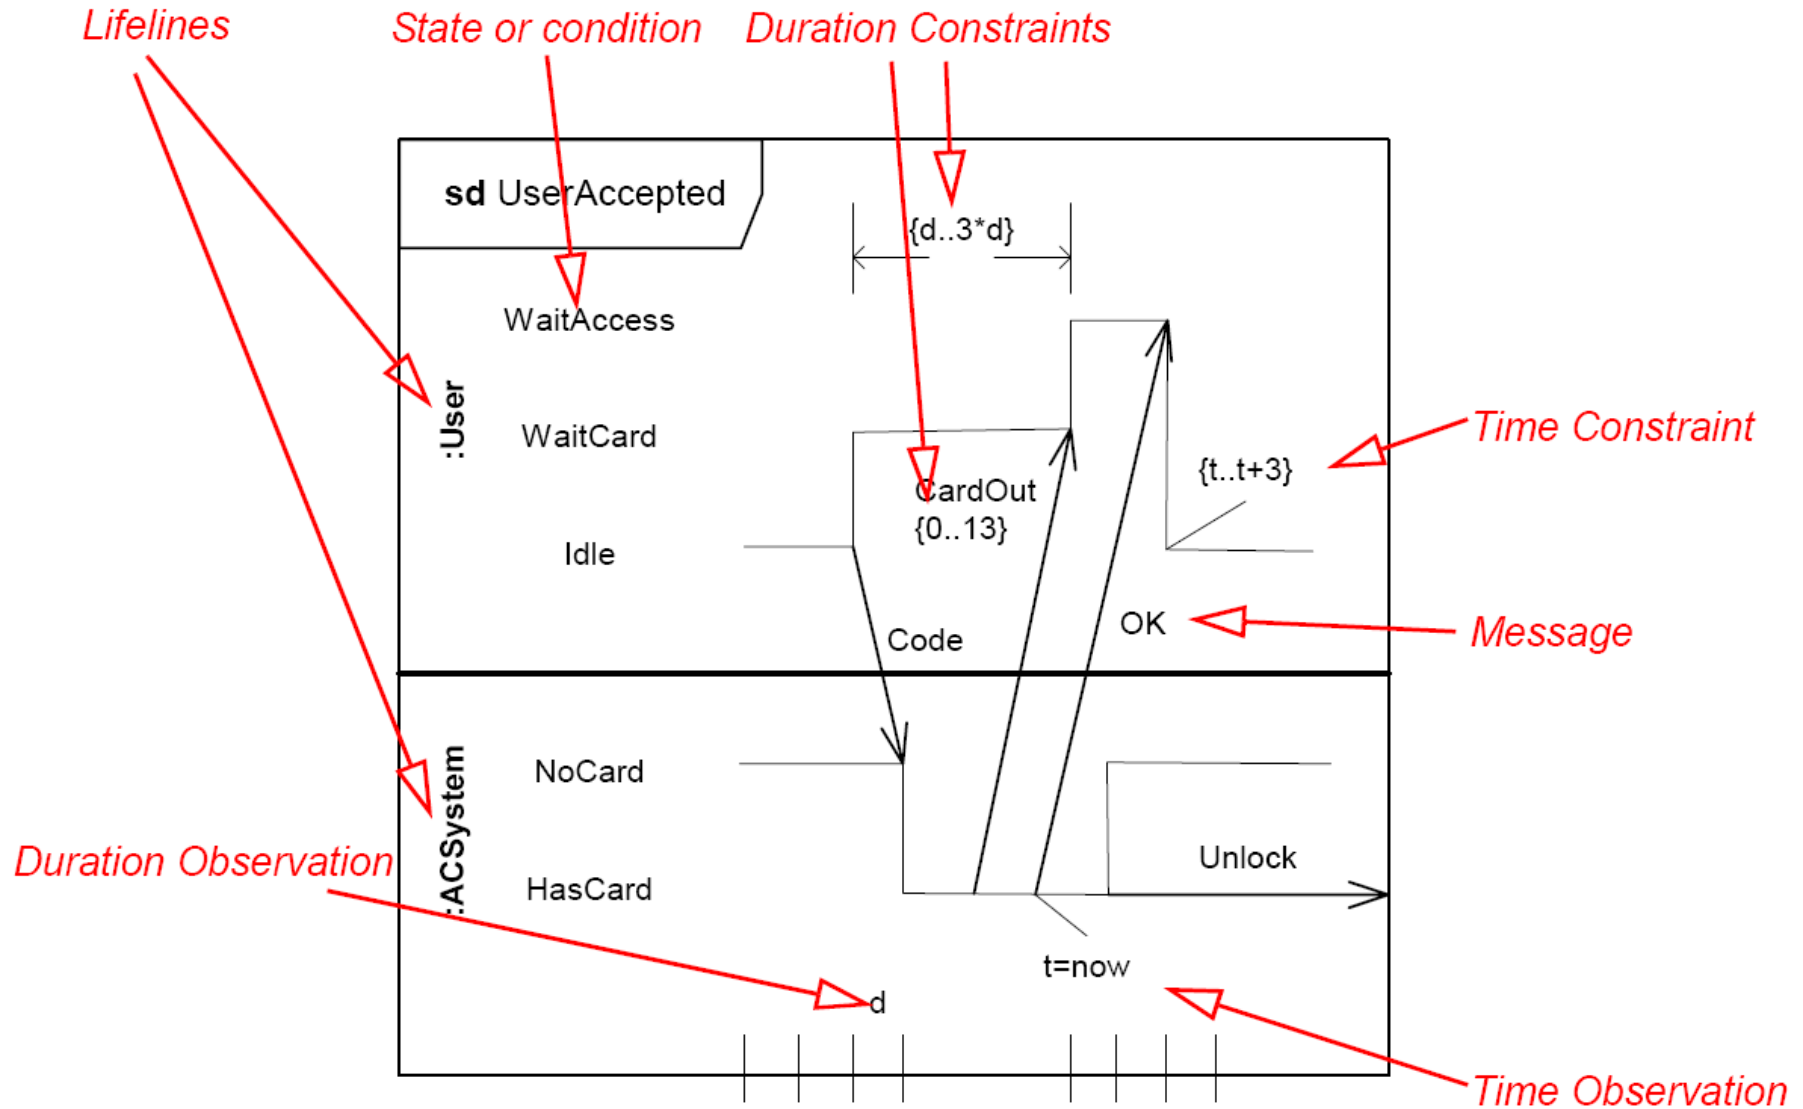 Lifelines
State or condition
Duration Constraints
sd UserAccepted
{d..3*d}
WaitAccess
:User
WaitCard
Time Constraint
{t..t+3}
CardOut
{0..13}
Idle
OK
Message
Code
:ACSystem
NoCard
Duration Observation
Unlock
HasCard
t=now
d
Time Observation